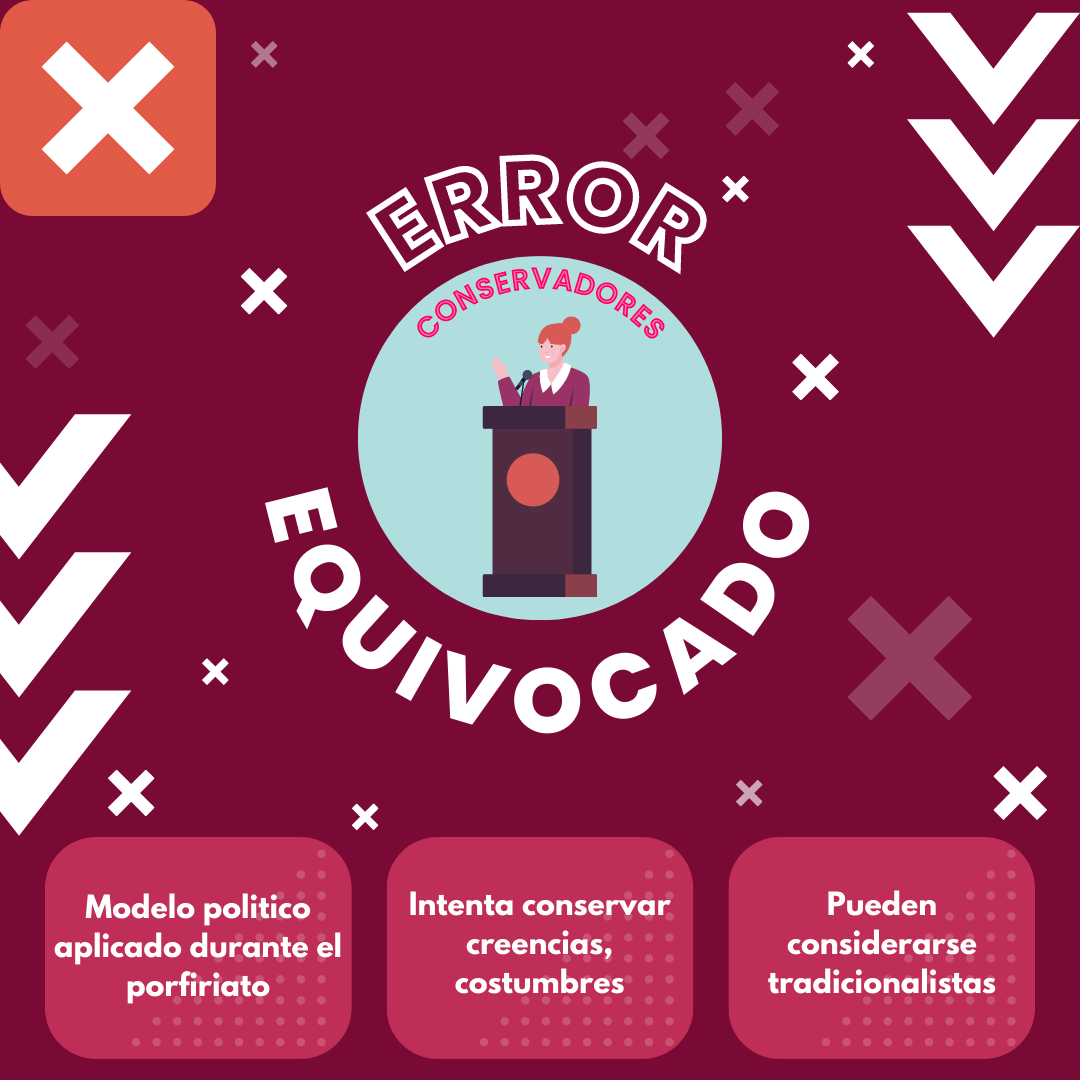 ERROR
CONSERVADORES
EQUIVOCADO
Modelo politico
aplicado durante el
porfiriato
Intenta conservar
creencias,
costumbres
Pueden
considerarse
tradicionalistas